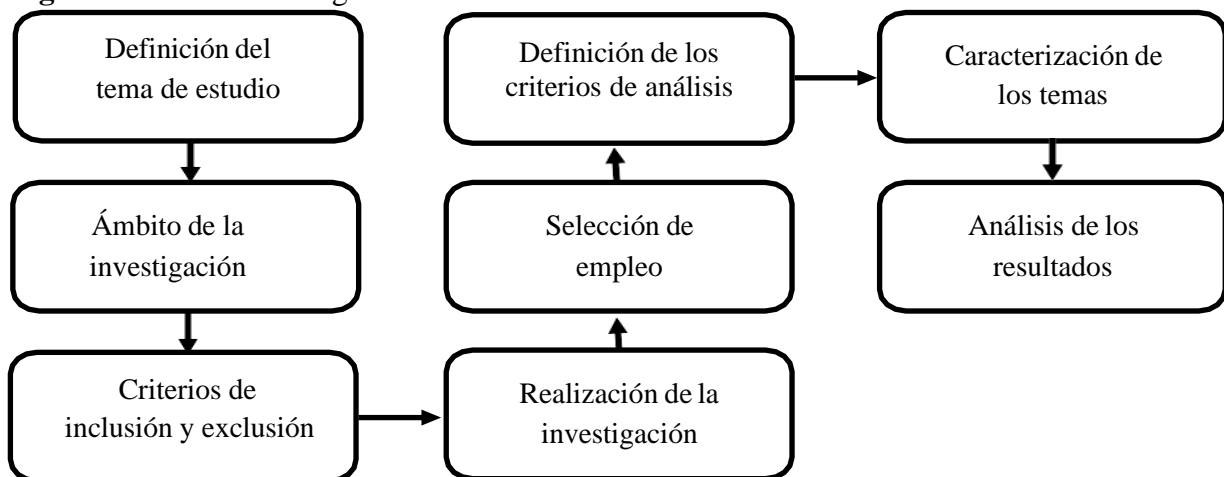 Definición del
tema de estudio
Ámbito de la
investigación
Criterios de
inclusión y exclusión
Realización de la
investigación
Selección de
empleo
Definición de los
criterios de análisis
Caracterización de
los temas
Análisis de los
resultados